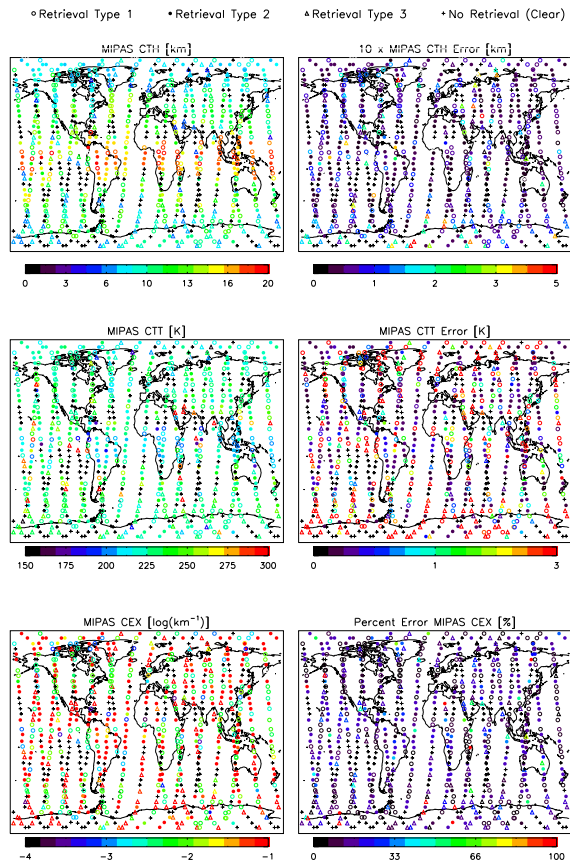 Retrieval Type 1 Retrieval Type 2 Retrieval Type 3 No Retrieval (Clear)
MIPAS CTH [km] 10 x MIPAS CTH Error [km]
0 3 6 10 13 16 20 0 1 2 3 5
MIPAS CTT [K] MIPAS CTT Error [K]
150 175 200 225 250 275 300 0 1 3
MIPAS CEX [log(km⁻¹)] Percent Error MIPAS CEX [%]
−4 −3 −2 −1 0 33 66 100